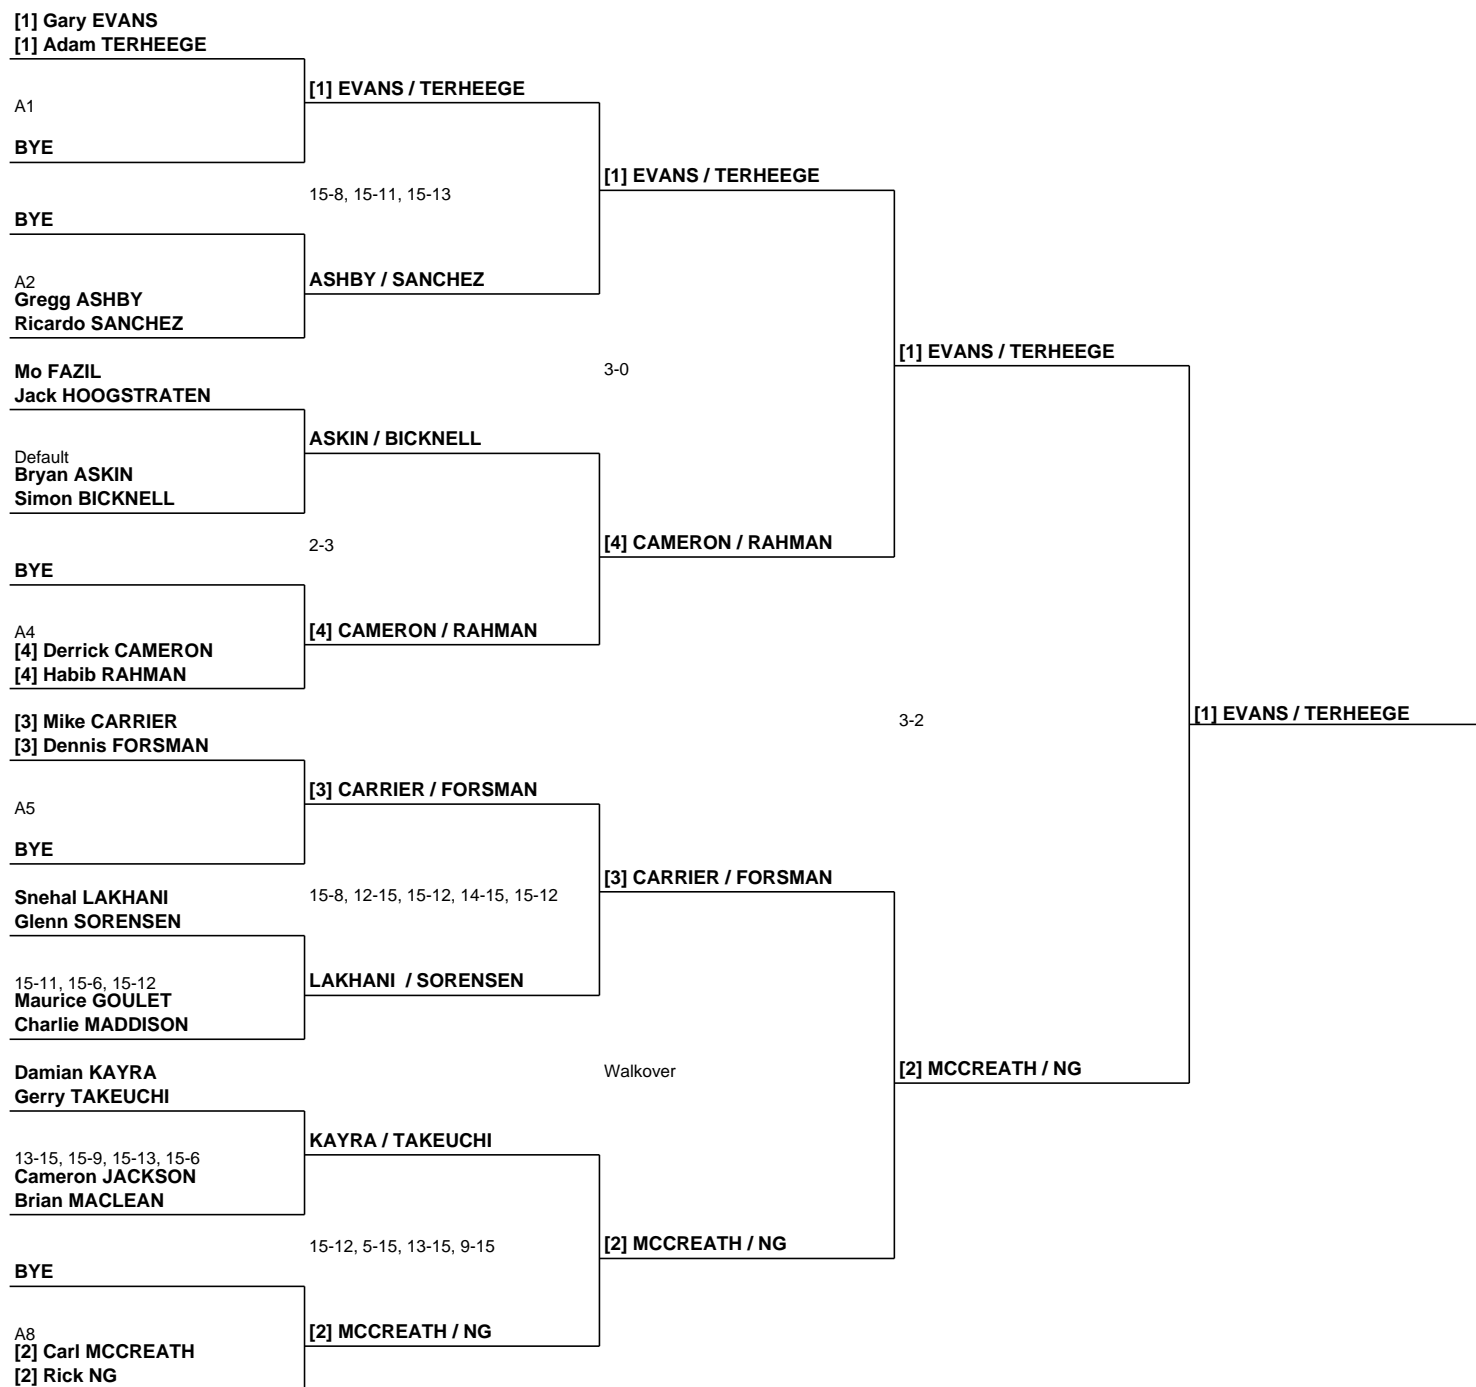 [1] Gary EVANS
[1] Adam TERHEEGE
[1] EVANS / TERHEEGE
A1
BYE
[1] EVANS / TERHEEGE
15-8, 15-11, 15-13
BYE
ASHBY / SANCHEZ
A2
Gregg ASHBY
Ricardo SANCHEZ
[1] EVANS / TERHEEGE
Mo FAZIL
3-0
Jack HOOGSTRATEN
ASKIN / BICKNELL
Default
Bryan ASKIN
Simon BICKNELL
2-3
[4] CAMERON / RAHMAN
BYE
[4] CAMERON / RAHMAN
A4
[4] Derrick CAMERON
[4] Habib RAHMAN
[1] EVANS / TERHEEGE
[3] Mike CARRIER
3-2
[3] Dennis FORSMAN
[3] CARRIER / FORSMAN
A5
BYE
[3] CARRIER / FORSMAN
Snehal LAKHANI
15-8, 12-15, 15-12, 14-15, 15-12
Glenn SORENSEN
LAKHANI / SORENSEN
15-11, 15-6, 15-12
Maurice GOULET
Charlie MADDISON
Damian KAYRA
Walkover
[2] MCCREATH / NG
Gerry TAKEUCHI
KAYRA / TAKEUCHI
13-15, 15-9, 15-13, 15-6
Cameron JACKSON
Brian MACLEAN
15-12, 5-15, 13-15, 9-15
[2] MCCREATH / NG
BYE
[2] MCCREATH / NG
A8
[2] Carl MCCREATH
[2] Rick NG